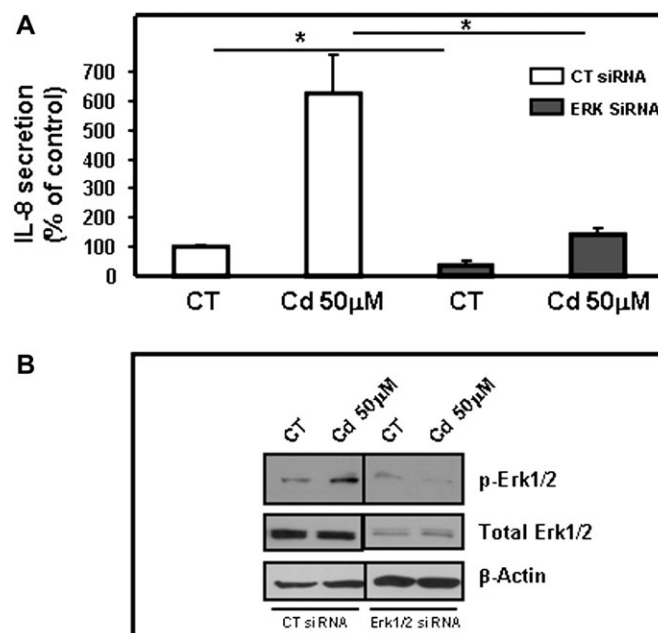 A
* *
IL-8 secretion
(% of control)
700
600
500
400
300
200
100
0
CT siRNA
ERK SiRNA
CT Cd 50µM CT Cd 50µM
B
CT Cd 50µM CT Cd 50µM
p-Erk1/2
Total Erk1/2
β-Actin
CT siRNA Erk1/2 siRNA